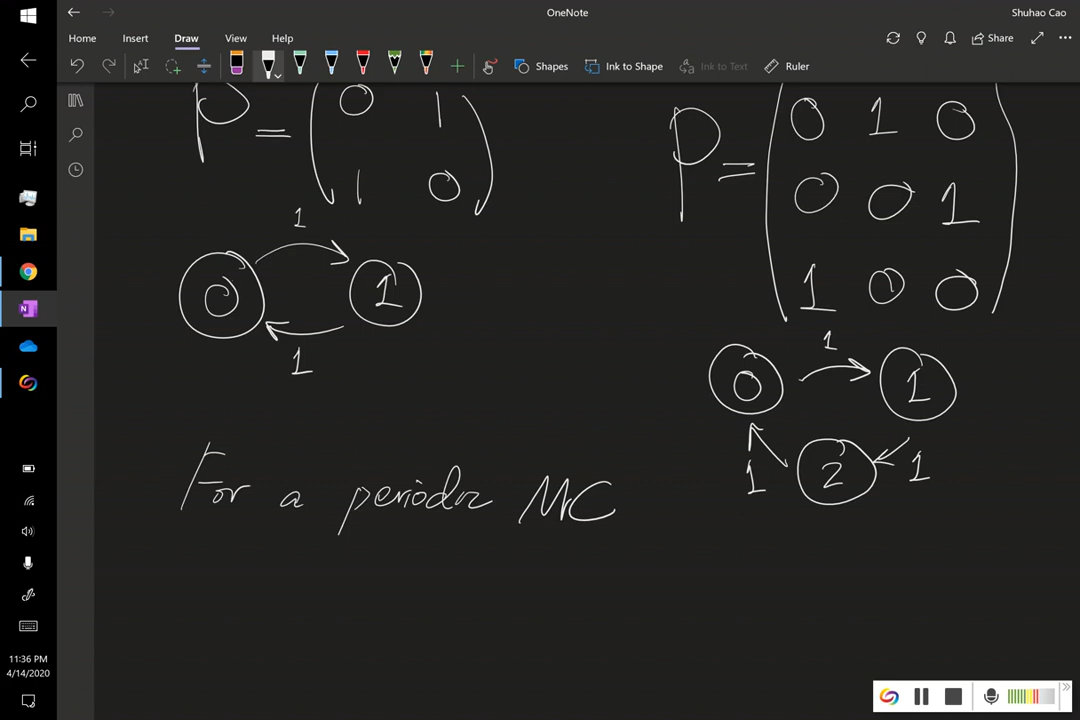 OneNote
Shuhao Cao
Home Insert Draw View Help
Share
Shapes Ink to Shape Ink to Text Ruler
P = ( 0 1
1 0 )
P = ( 0 1 0
0 0 1
1 0 0 )
1
0 1
1
1
0 1
1 2 1
For a periodic MC
11:36 PM
4/14/2020